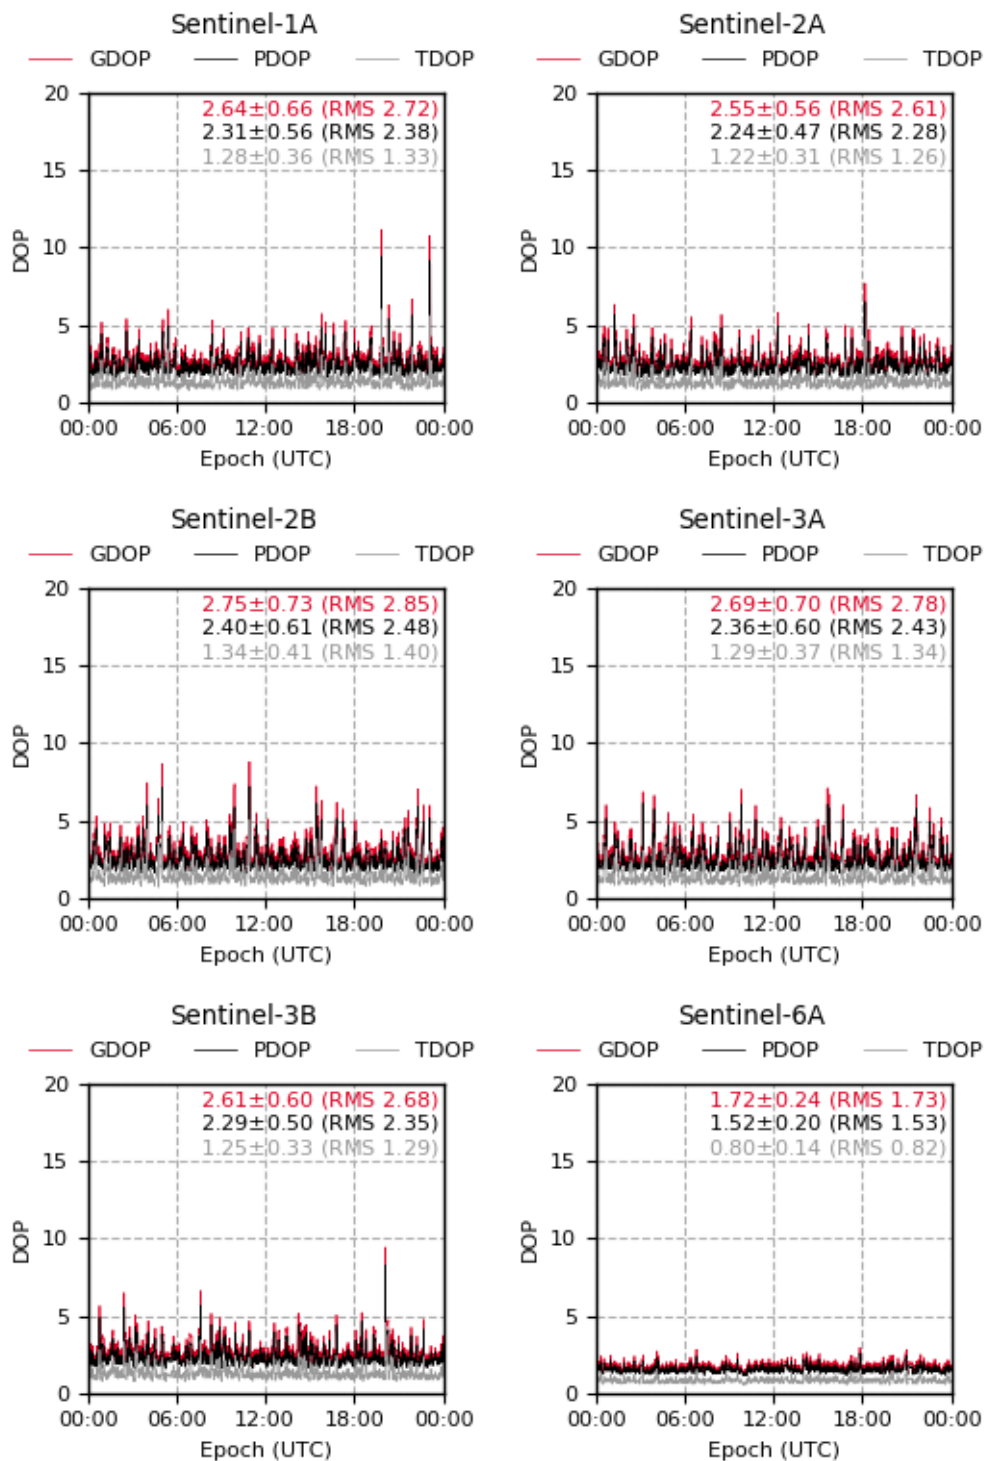 Sentinel-1A
GDOP PDOP TDOP
2.64±0.66 (RMS 2.72)
2.31±0.56 (RMS 2.38)
1.28±0.36 (RMS 1.33)
20
15
10
5
0
DOP
00:00 06:00 12:00 18:00 00:00
Epoch (UTC)
Sentinel-2A
GDOP PDOP TDOP
2.55±0.56 (RMS 2.61)
2.24±0.47 (RMS 2.28)
1.22±0.31 (RMS 1.26)
20
15
10
5
0
DOP
00:00 06:00 12:00 18:00 00:00
Epoch (UTC)
Sentinel-2B
GDOP PDOP TDOP
2.75±0.73 (RMS 2.85)
2.40±0.61 (RMS 2.48)
1.34±0.41 (RMS 1.40)
20
15
10
5
0
DOP
00:00 06:00 12:00 18:00 00:00
Epoch (UTC)
Sentinel-3A
GDOP PDOP TDOP
2.69±0.70 (RMS 2.78)
2.36±0.60 (RMS 2.43)
1.29±0.37 (RMS 1.34)
20
15
10
5
0
DOP
00:00 06:00 12:00 18:00 00:00
Epoch (UTC)
Sentinel-3B
GDOP PDOP TDOP
2.61±0.60 (RMS 2.68)
2.29±0.50 (RMS 2.35)
1.25±0.33 (RMS 1.29)
20
15
10
5
0
DOP
00:00 06:00 12:00 18:00 00:00
Epoch (UTC)
Sentinel-6A
GDOP PDOP TDOP
1.72±0.24 (RMS 1.73)
1.52±0.20 (RMS 1.53)
0.80±0.14 (RMS 0.82)
20
15
10
5
0
DOP
00:00 06:00 12:00 18:00 00:00
Epoch (UTC)